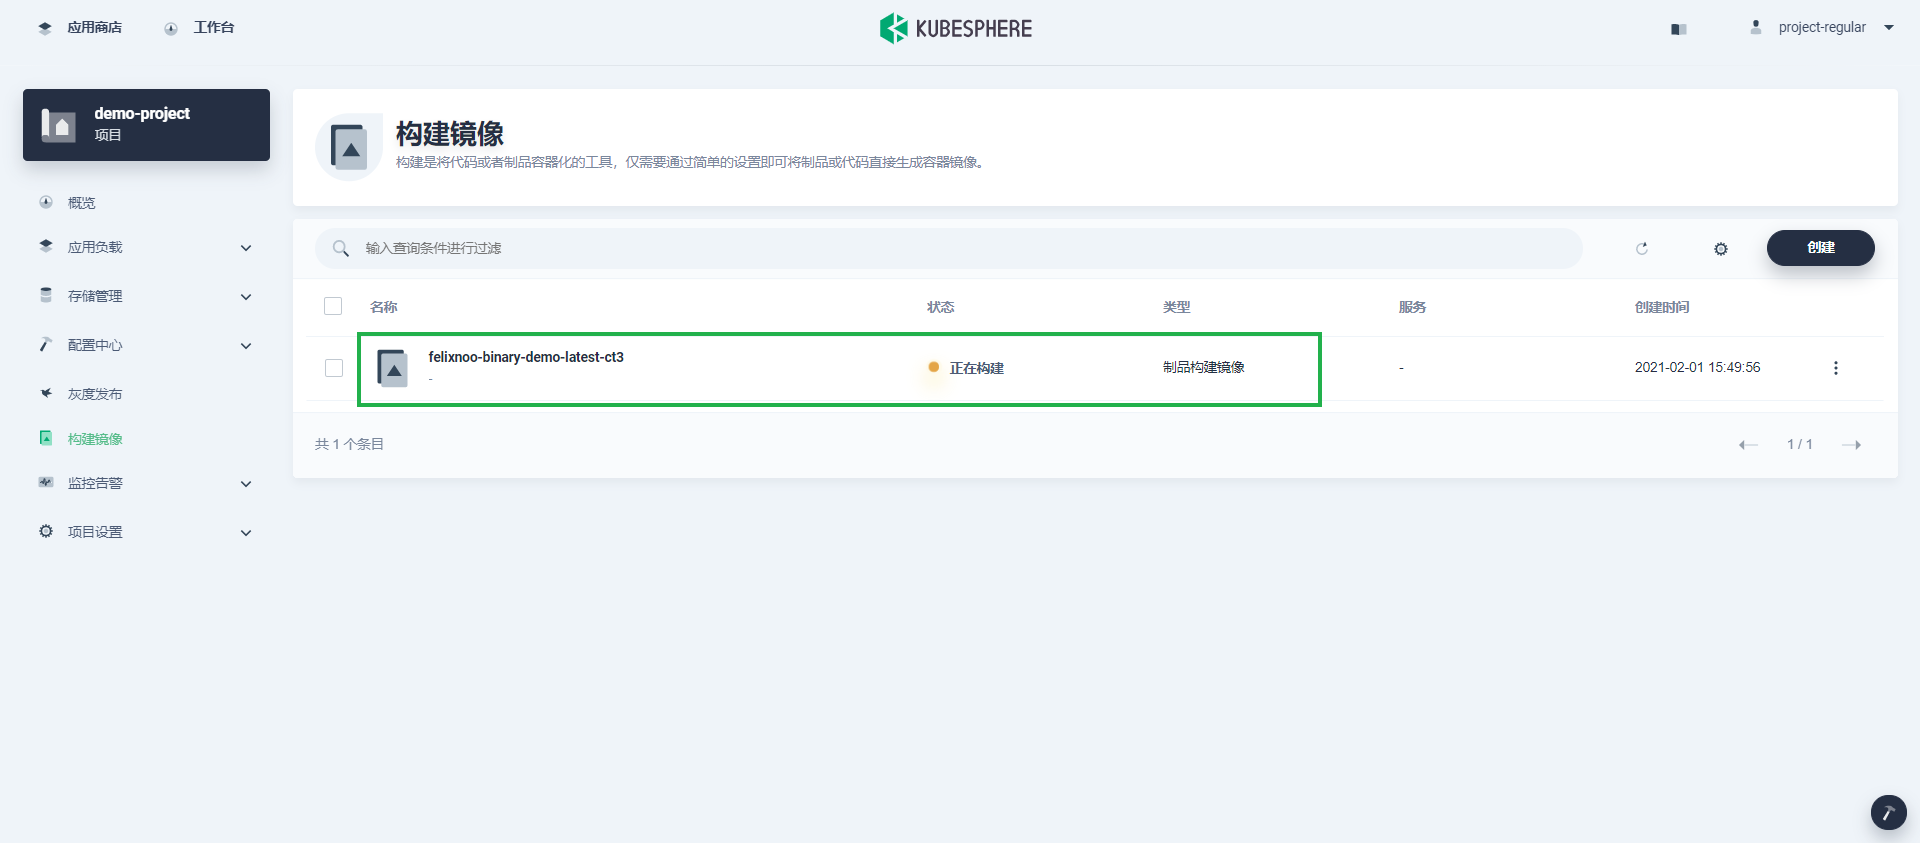 应用商店
工作台
KUBESPHERE
project-regular
demo-project
项目
概览
应用负载
存储管理
配置中心
灰度发布
构建镜像
监控告警
项目设置
构建镜像
构建是将代码或者制品容器化的工具，仅需要通过简单的设置即可将制品或代码直接生成容器镜像。
输入查询条件进行过滤
创建
名称 状态 类型 服务 创建时间
felixnoo-binary-demo-latest-ct3
-
正在构建
制品构建镜像
-
2021-02-01 15:49:56
共 1 个条目
1 / 1